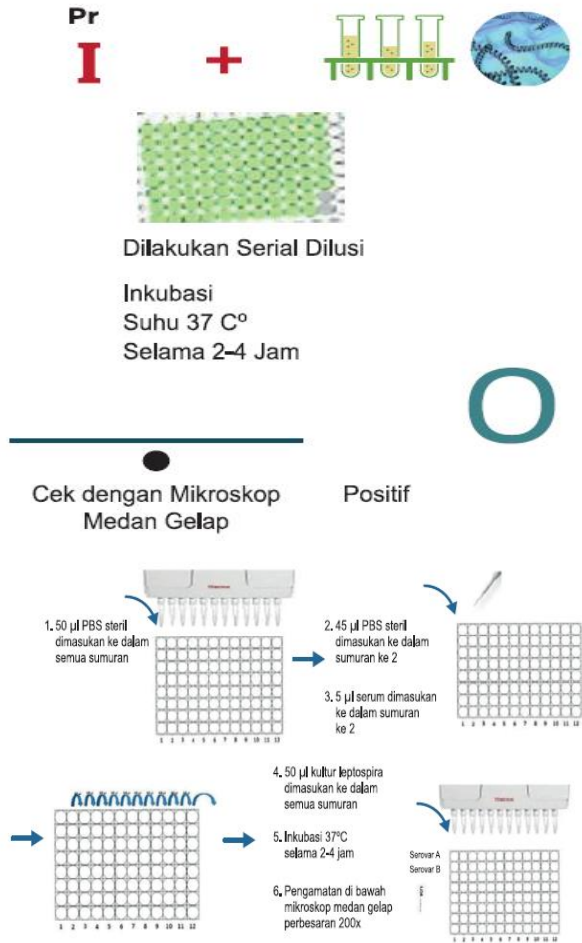 Pr
I +
Dilakukan Serial Dilusi
Inkubasi
Suhu 37 Cº
Selama 2-4 Jam
O
Cek dengan Mikroskop
Medan Gelap
Positif
1. 50 µl PBS steril
dimasukan ke dalam
semua sumuran
1 2 3 4 5 6 7 8 9 10 11 12
2. 45 µl PBS steril
dimasukan ke dalam
sumuran ke 2
3. 5 µl serum dimasukan
ke dalam sumuran
ke 2
1 2 3 4 5 6 7 8 9 10 11 12
1 2 3 4 5 6 7 8 9 10 11 12
4. 50 µl kultur leptospira
dimasukan ke dalam
semua sumuran
5. Inkubasi 37ºC
selama 2-4 jam
6. Pengamatan di bawah
mikroskop medan gelap
perbesaran 200x
Serovar A
Serovar B
1 2 3 4 5 6 7 8 9 10 11 12